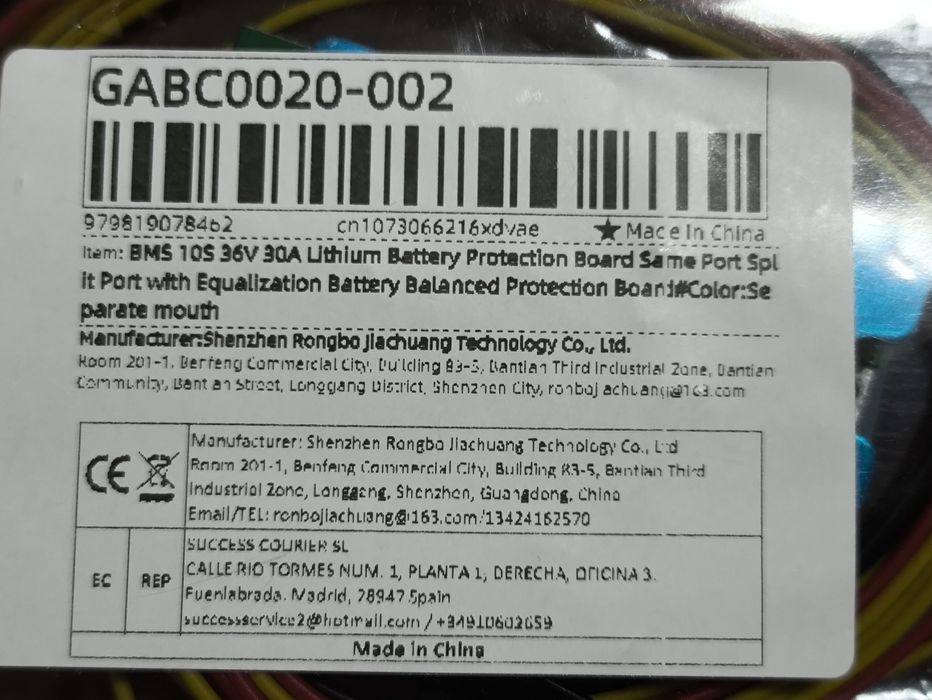 GABC0020-002
979819078462
cn1073066216xdvae
Made In China
Item: BMS 10S 36V 30A Lithium Battery Protection Board Same Port Spl
it Port with Equalization Battery Balanced Protection Board#Color:Se
parate mouth
Manufacturer:Shenzhen Rongbo Jiachuang Technology Co., Ltd.
Room 201-1, Benfeng Commercial City, Building B3-5, Bantian Third Industrial Zone, Bantian
Community, Bantian Street, Longgang District, Shenzhen City, ronbojiachuang@163.com
Manufacturer: Shenzhen Rongbo Jiachuang Technology Co., Ltd
Room 201-1, Benfeng Commercial City, Building B3-5, Bantian Third
Industrial Zone, Longgang, Shenzhen, Guangdong, China
Email/TEL: ronbojiachuang@163.com/13424162570
CE
EC REP
SUCCESS COURIER SL
CALLE RIO TORMES NUM. 1, PLANTA 1, DERECHA, OFICINA 3.
Fuenlabrada. Madrid, 28947 Spain
successservice2@hotmail.com / +34910602659
Made In China